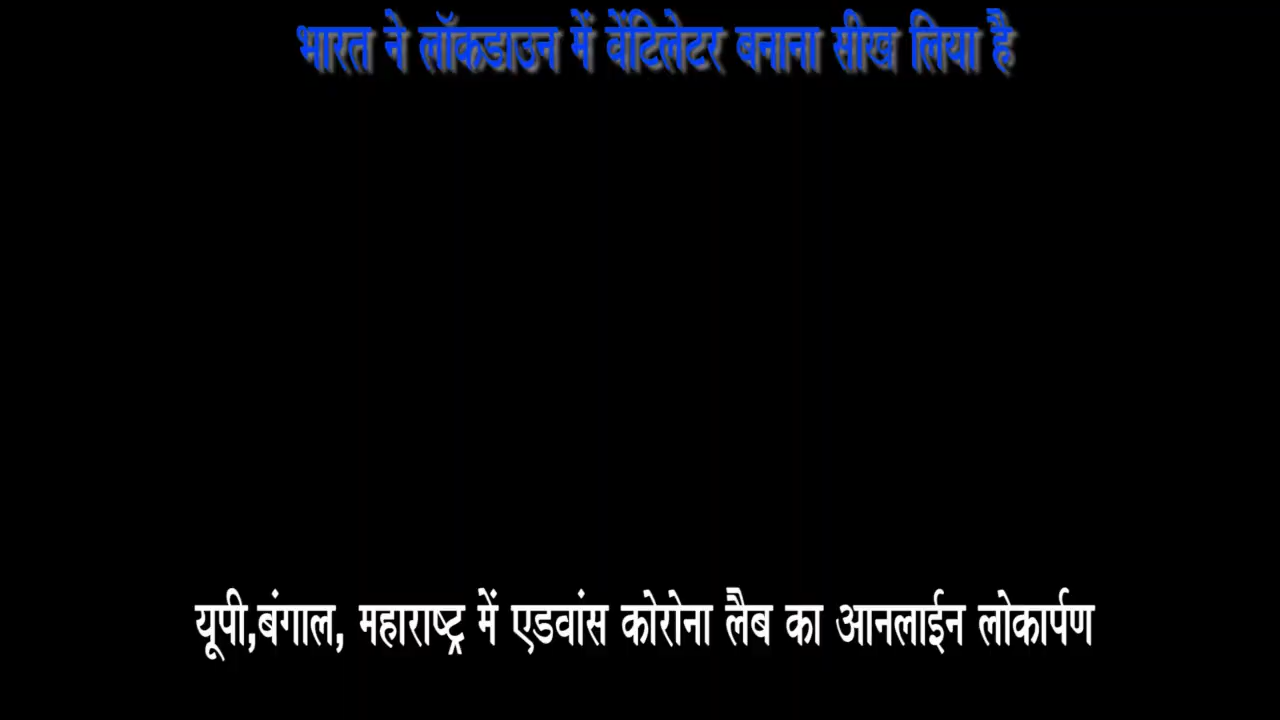 भारत ने लॉकडाउन में वेंटिलेटर बनाना सीख लिया है
यूपी,बंगाल, महाराष्ट्र में एडवांस कोरोना लैब का आनलाईन लोकार्पण